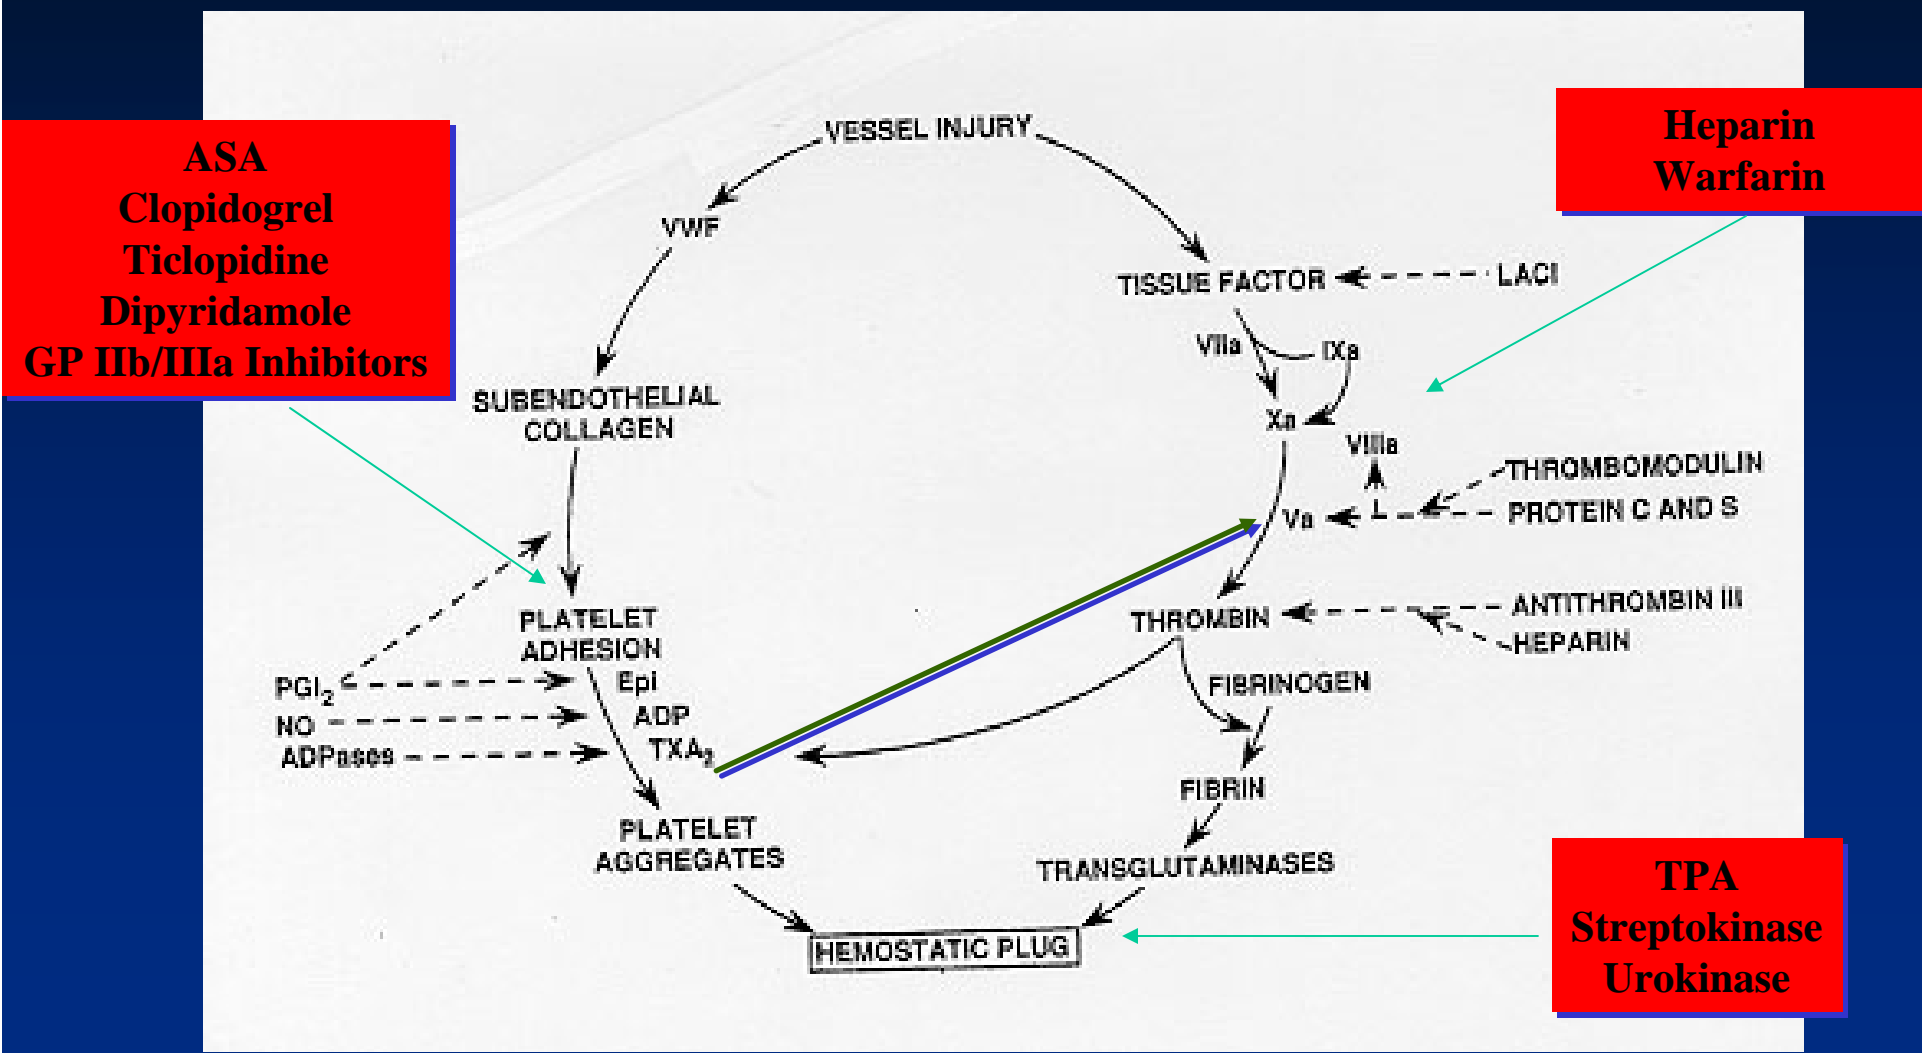 ASA
Clopidogrel
Ticlopidine
Dipyridamole
GP IIb/IIIa Inhibitors
Heparin
Warfarin
VESSEL INJURY
VWF
SUBENDOTHELIAL
COLLAGEN
PLATELET
ADHESION
PGI₂
NO
ADPases
Epi
ADP
TXA₂
PLATELET
AGGREGATES
TISSUE FACTOR
LACI
VIIa
IXa
Xa
VIIIa
THROMBOMODULIN
Va
PROTEIN C AND S
THROMBIN
ANTITHROMBIN III
HEPARIN
FIBRINOGEN
FIBRIN
TRANSGLUTAMINASES
HEMOSTATIC PLUG
TPA
Streptokinase
Urokinase